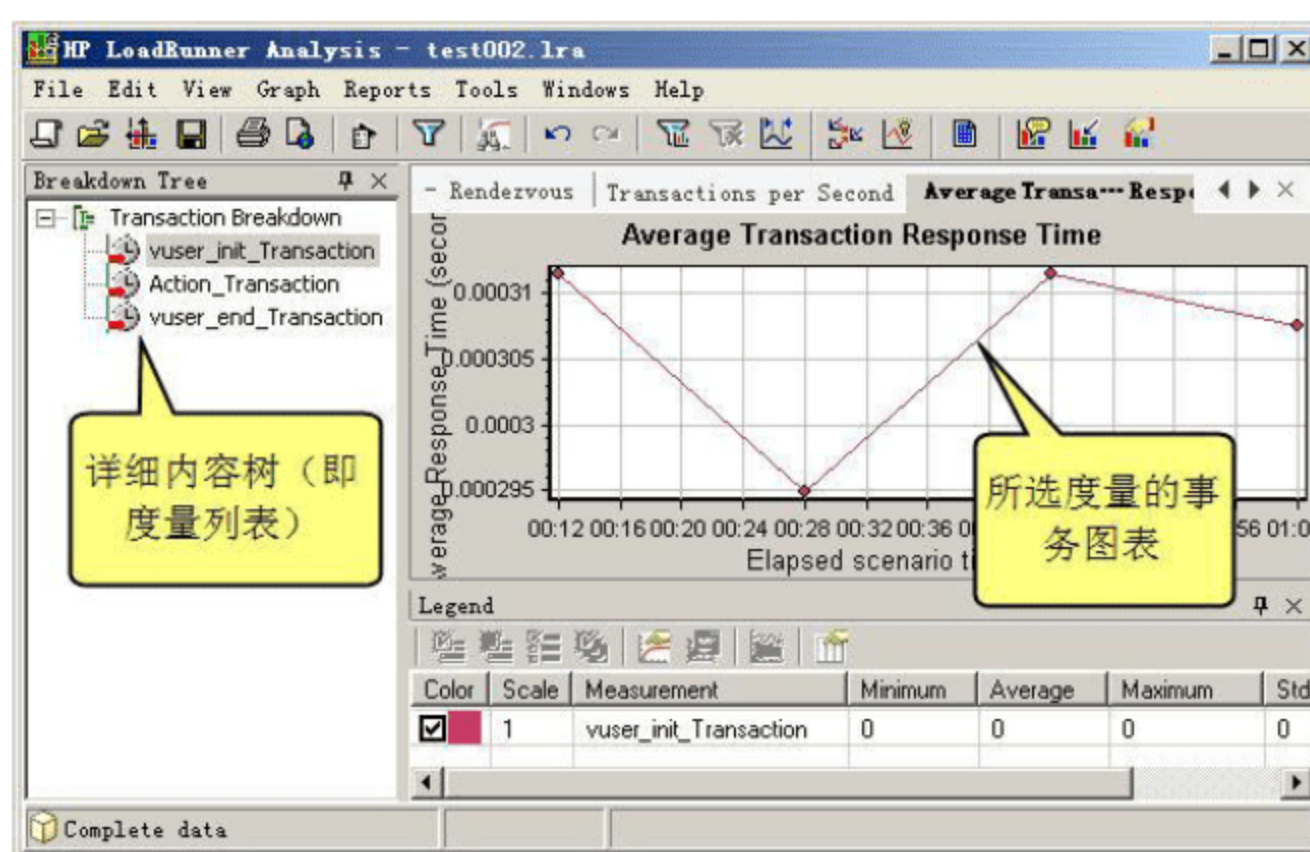 HP LoadRunner Analysis - test002.lra
File Edit View Graph Reports Tools Windows Help
Breakdown Tree
Transaction Breakdown
vuser_init_Transaction
Action_Transaction
vuser_end_Transaction
详细内容树（即
度量列表）
- Rendezvous
Transactions per Second
Average Transa--- Resp
Average Transaction Response Time
Average Response Time (secor
0.00031
0.000305
0.0003
0.000295
00:12 00:16 00:20 00:24 00:28 00:32 00:36 56 01:0
Elapsed scenario
所选度量的事
务图表
Legend
Color Scale Measurement Minimum Average Maximum Std
1 vuser_init_Transaction 0 0 0 0
Complete data